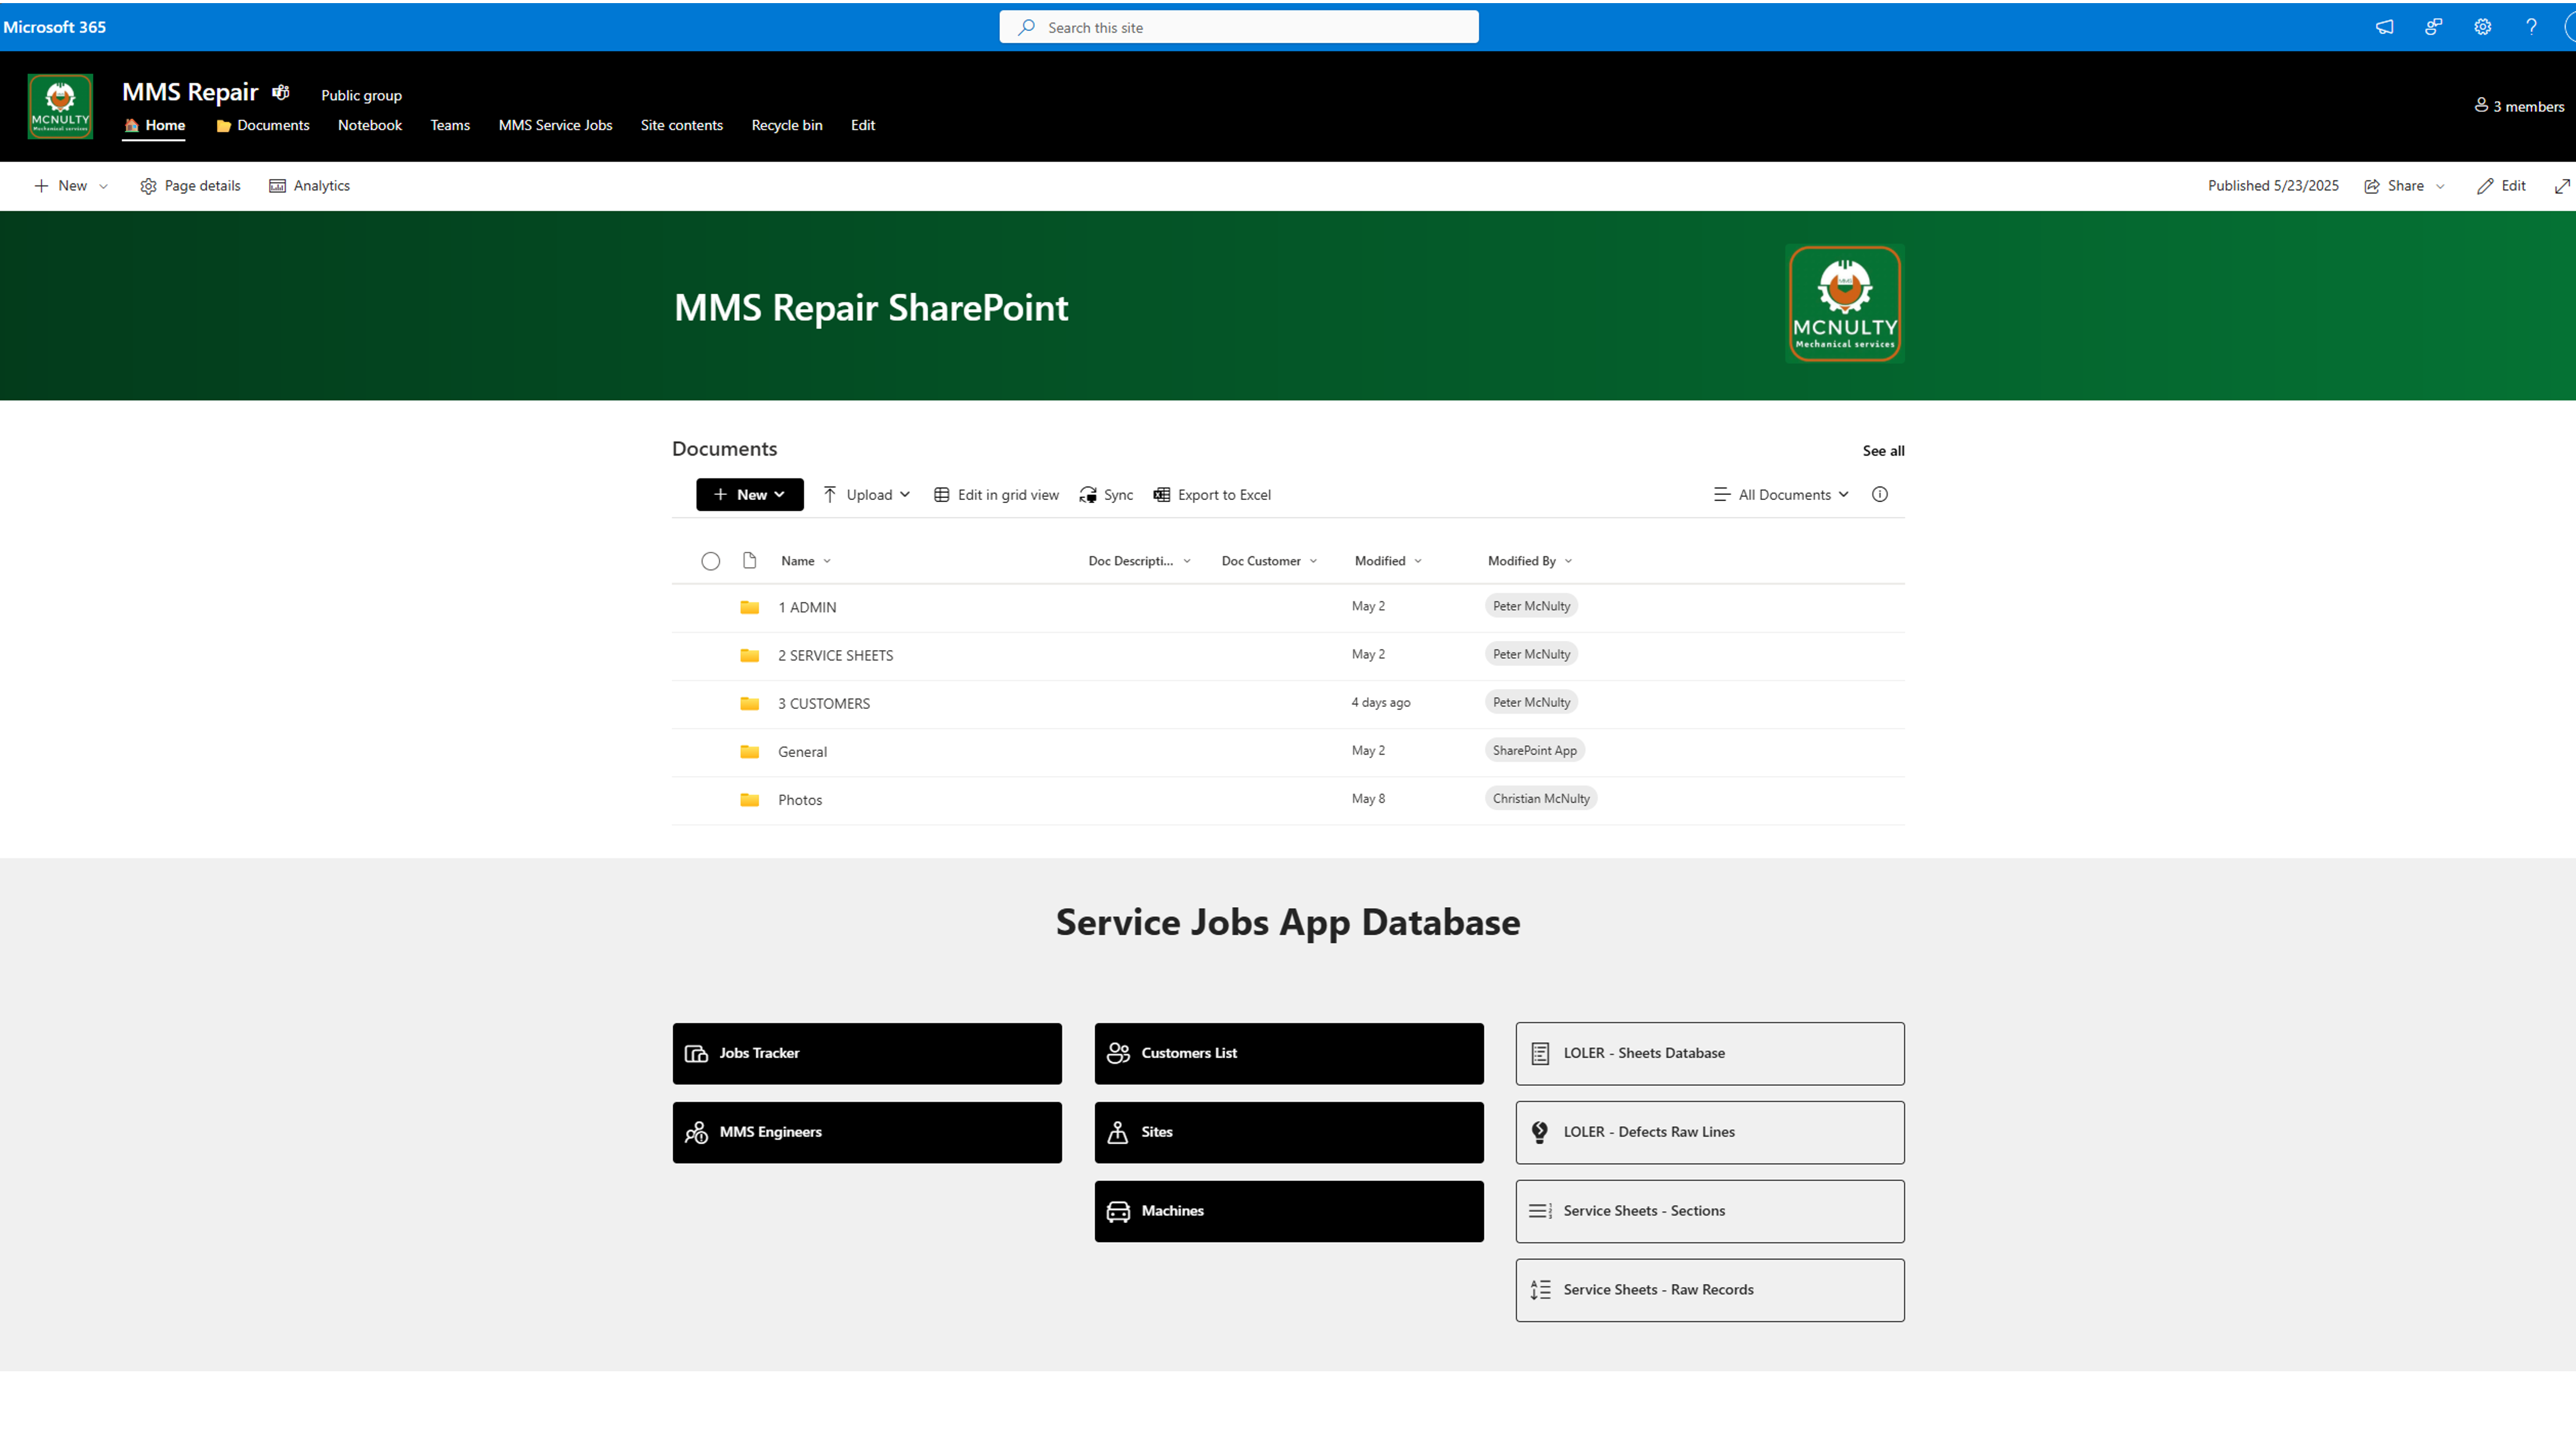 Microsoft 365
Search this site
MMS Repair
Public group
MCNULTY
Mechanical services
Home
Documents
Notebook
Teams
MMS Service Jobs
Site contents
Recycle bin
Edit
3 members
New
Page details
Analytics
Published 5/23/2025
Share
Edit
MMS Repair SharePoint
MCNULTY
Mechanical services
Documents
See all
New
Upload
Edit in grid view
Sync
Export to Excel
All Documents
Name
Doc Descripti...
Doc Customer
Modified
Modified By
1 ADMIN
May 2
Peter McNulty
2 SERVICE SHEETS
May 2
Peter McNulty
3 CUSTOMERS
4 days ago
Peter McNulty
General
May 2
SharePoint App
Photos
May 8
Christian McNulty
Service Jobs App Database
Jobs Tracker
Customers List
LOLER - Sheets Database
MMS Engineers
Sites
LOLER - Defects Raw Lines
Machines
Service Sheets - Sections
Service Sheets - Raw Records